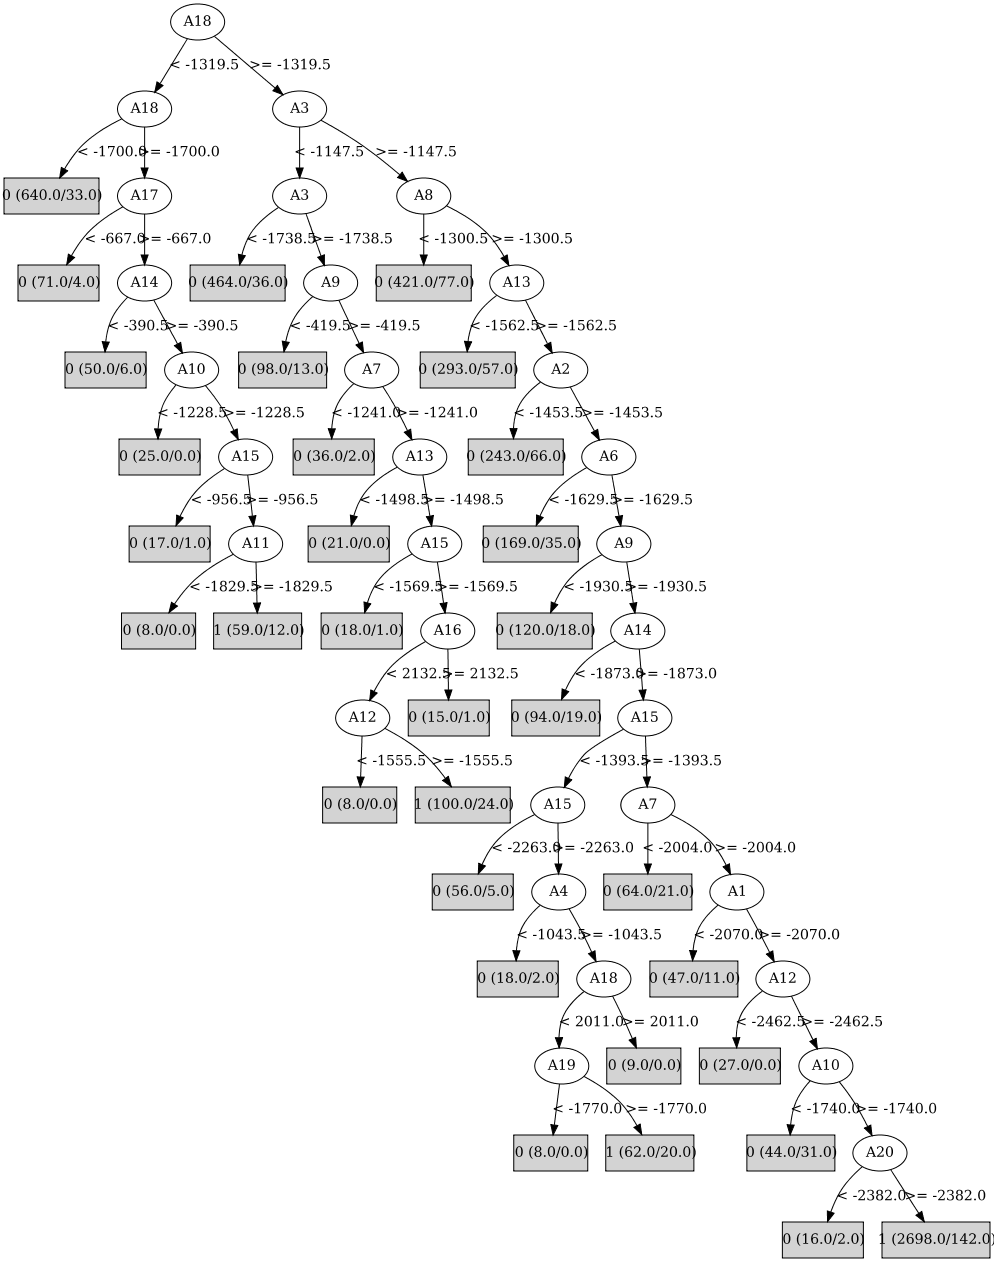 A18
< -1319.5 >= -1319.5
A18 A3
< -1700.0 >= -1700.0 < -1147.5 >= -1147.5
0 (640.0/33.0) A17 A3 A8
< -667.0 >= -667.0 < -1738.5 >= -1738.5 < -1300.5 >= -1300.5
0 (71.0/4.0) A14 0 (464.0/36.0) A9 0 (421.0/77.0) A13
< -390.5 >= -390.5 < -419.5 >= -419.5 < -1562.5 >= -1562.5
0 (50.0/6.0) A10 0 (98.0/13.0) A7 0 (293.0/57.0) A2
< -1228.5 >= -1228.5 < -1241.0 >= -1241.0 < -1453.5 >= -1453.5
0 (25.0/0.0) A15 0 (36.0/2.0) A13 0 (243.0/66.0) A6
< -956.5 >= -956.5 < -1498.5 >= -1498.5 < -1629.5 >= -1629.5
0 (17.0/1.0) A11 0 (21.0/0.0) A15 0 (169.0/35.0) A9
< -1829.5 >= -1829.5 < -1569.5 >= -1569.5 < -1930.5 >= -1930.5
0 (8.0/0.0) 1 (59.0/12.0) 0 (18.0/1.0) A16 0 (120.0/18.0) A14
< 2132.5 >= 2132.5 < -1873.0 >= -1873.0
A12 0 (15.0/1.0) 0 (94.0/19.0) A15
< -1555.5 >= -1555.5 < -1393.5 >= -1393.5
0 (8.0/0.0) 1 (100.0/24.0) A15 A7
< -2263.0 >= -2263.0 < -2004.0 >= -2004.0
0 (56.0/5.0) A4 0 (64.0/21.0) A1
< -1043.5 >= -1043.5 < -2070.0 >= -2070.0
0 (18.0/2.0) A18 0 (47.0/11.0) A12
< 2011.0 >= 2011.0 < -2462.5 >= -2462.5
A19 0 (9.0/0.0) 0 (27.0/0.0) A10
< -1770.0 >= -1770.0 < -1740.0 >= -1740.0
0 (8.0/0.0) 1 (62.0/20.0) 0 (44.0/31.0) A20
< -2382.0 >= -2382.0
0 (16.0/2.0) 1 (2698.0/142.0)